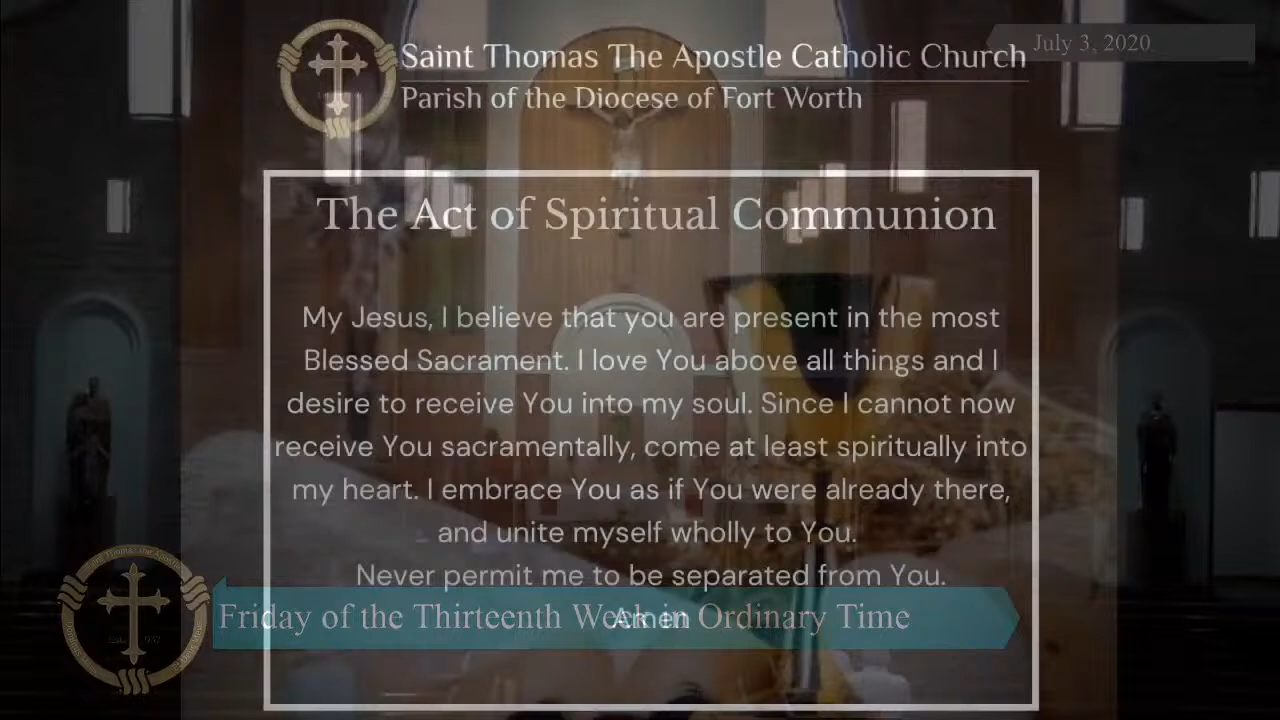 Saint Thomas The Apostle Catholic Church
July 3, 2020
Parish of the Diocese of Fort Worth
The Act of Spiritual Communion
My Jesus, I believe that you are present in the most
Blessed Sacrament. I love You above all things and I
desire to receive You into my soul. Since I cannot now
receive You sacramentally, come at least spiritually into
my heart. I embrace You as if You were already there,
and unite myself wholly to You.
Never permit me to be separated from You.
Amen
Friday of the Thirteenth Week in Ordinary Time